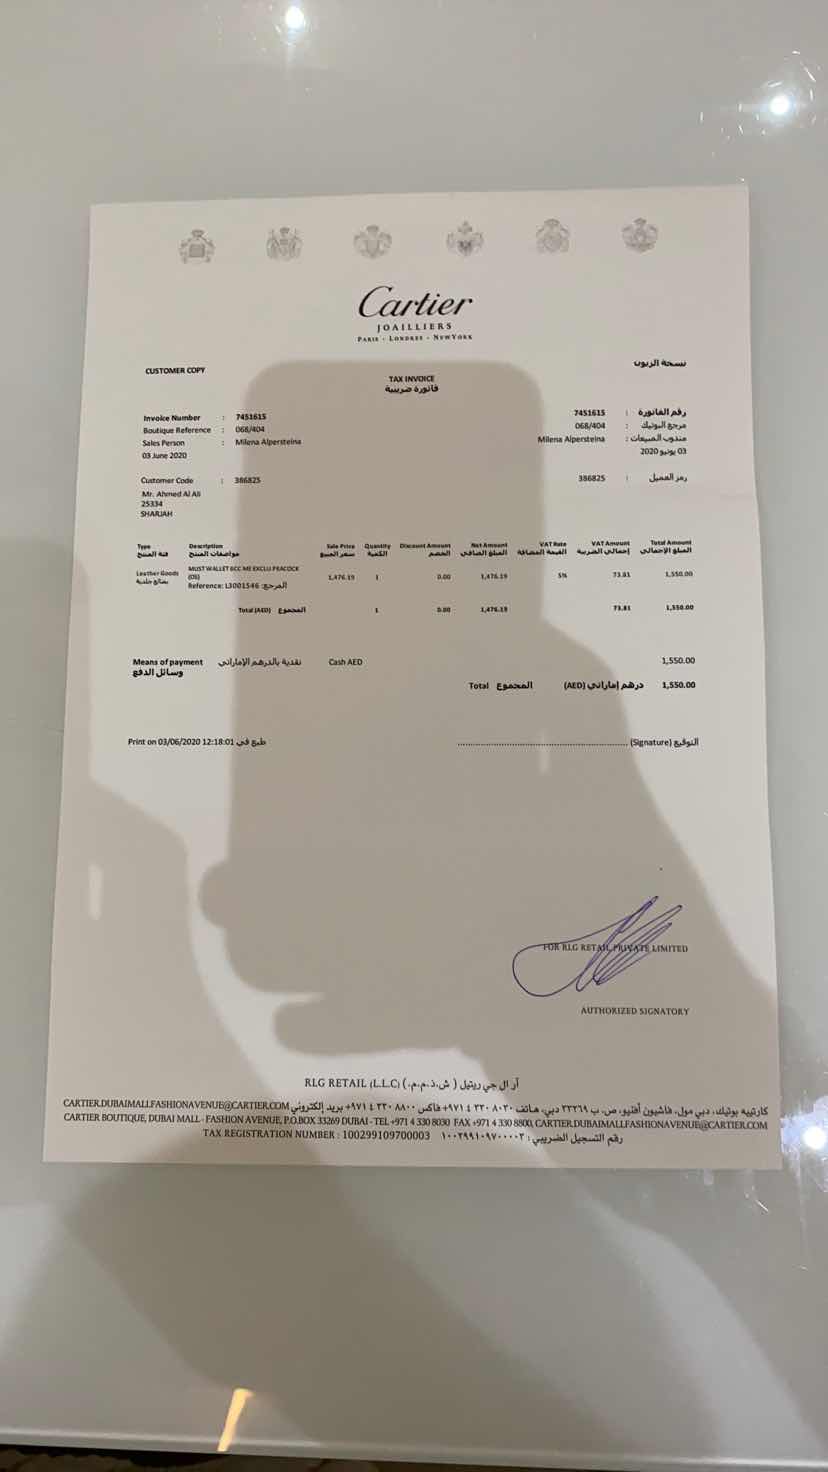 Cartier
JOAILLIERS
PARIS - LONDRES - NEWYORK
CUSTOMER COPY
نسخة الزبون
TAX INVOICE
فاتورة ضريبية
Invoice Number : 7451615
7451615 : رقم الفاتورة
Boutique Reference : 068/404
068/404 : مرجع البوتيك
Sales Person : Milena Alpersteina
Milena Alpersteina : مندوب المبيعات
03 June 2020
03 يونيو 2020
Customer Code : 386825
386825 : رمز العميل
Mr. Ahmed Al Ali
25334
SHARJAH
Type Description Sale Price Quantity Discount Amount Net Amount VAT Rate VAT Amount Total Amount
فئة المنتج مواصفات المنتج سعر المبيع الكمية الخصم المبلغ الصافي القيمة المضافة إجمالي الضريبة المبلغ الإجمالي
Leather Goods MUST WALLET 8CC ME EXCLU PEACOCK 1,476.19 1 0.00 1,476.19 5% 73.81 1,550.00
بضائع جلدية (OS)
Reference: L3001546 :المرجع
Total (AED) المجموع 1 0.00 1,476.19 73.81 1,550.00
Means of payment نقدية بالدرهم الإماراتي Cash AED 1,550.00
وسائل الدفع
Total المجموع (AED) درهم إماراتي 1,550.00
Print on 03/06/2020 12:18:01 طبع في
(Signature) التوقيع
FOR RLG RETAIL PRIVATE LIMITED
AUTHORIZED SIGNATORY
RLG RETAIL (L.L.C) (.ش.ذ.م.م) آر ال جي ريتيل
كارتييه بوتيك، دبي مول، فاشيون أفنيو، ص. ب ٣٣٢٦٩ دبي، هاتف ٨٠٣٠ ٣٣٠ ٤ ٩٧١+ فاكس ٨٨٠٠ ٣٣٠ ٤ ٩٧١+ بريد إلكتروني CARTIER.DUBAIMALLFASHIONAVENUE@CARTIER.COM
CARTIER BOUTIQUE, DUBAI MALL - FASHION AVENUE, P.O.BOX 33269 DUBAI - TEL +971 4 330 8030 FAX +971 4 330 8800, CARTIER.DUBAIMALLFASHIONAVENUE@CARTIER.COM
TAX REGISTRATION NUMBER : 100299109700003 رقم التسجيل الضريبي : ١٠٠٢٩٩١٠٩٧٠٠٠٠٣